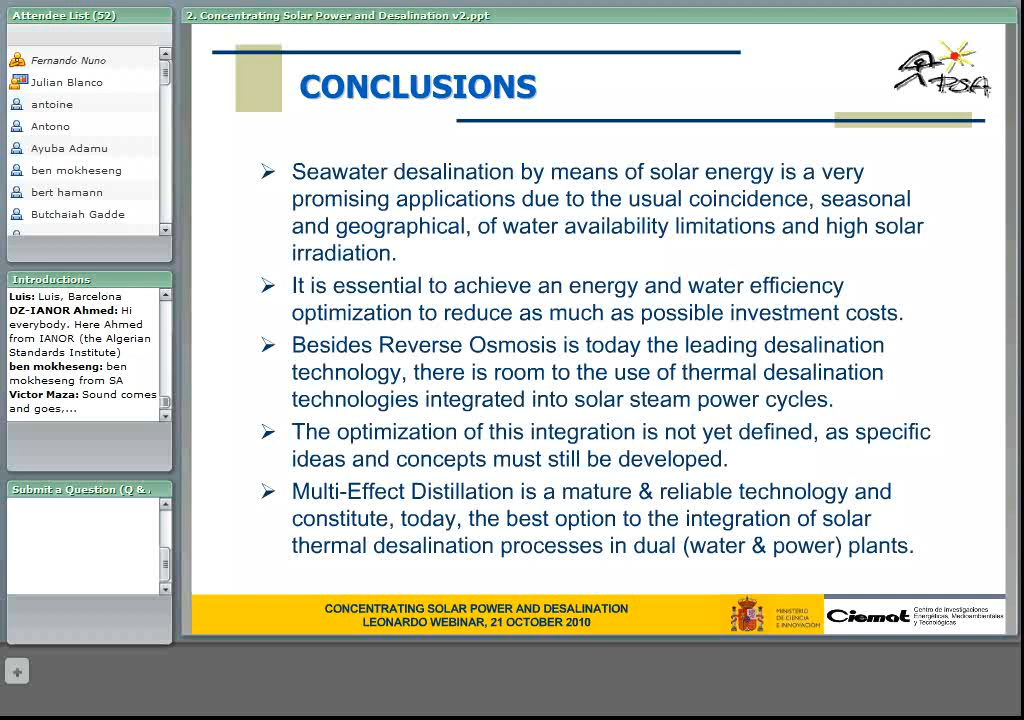 Attendee List (52)
Fernando Nuno
Julian Blanco
antoine
Antono
Ayuba Adamu
ben mokheseng
bert hamann
Butchaiah Gadde
Introductions
Luis: Luis, Barcelona
DZ-IANOR Ahmed: Hi
everybody. Here Ahmed
from IANOR (the Algerian
Standards Institute)
ben mokheseng: ben
mokheseng from SA
Victor Maza: Sound comes
and goes,...
Submit a Question (Q &
2. Concentrating Solar Power and Desalination v2.ppt
PSA
CONCLUSIONS
Seawater desalination by means of solar energy is a very
promising applications due to the usual coincidence, seasonal
and geographical, of water availability limitations and high solar
irradiation.
It is essential to achieve an energy and water efficiency
optimization to reduce as much as possible investment costs.
Besides Reverse Osmosis is today the leading desalination
technology, there is room to the use of thermal desalination
technologies integrated into solar steam power cycles.
The optimization of this integration is not yet defined, as specific
ideas and concepts must still be developed.
Multi-Effect Distillation is a mature & reliable technology and
constitute, today, the best option to the integration of solar
thermal desalination processes in dual (water & power) plants.
CONCENTRATING SOLAR POWER AND DESALINATION
LEONARDO WEBINAR, 21 OCTOBER 2010
MINISTERIO
DE CIENCIA
E INNOVACIÓN
Ciemat
Centro de Investigaciones
Energéticas, Medioambientales
y Tecnológicas